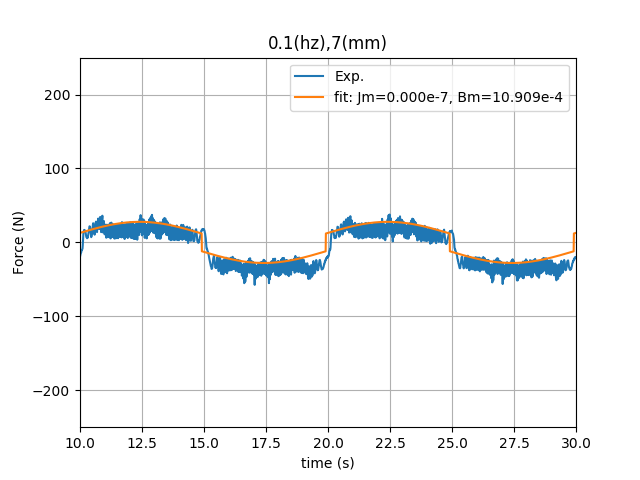 0.1(hz),7(mm)
Exp.
fit: Jm=0.000e-7, Bm=10.909e-4
Force (N)
200
100
0
−100
−200
10.0 12.5 15.0 17.5 20.0 22.5 25.0 27.5 30.0
time (s)